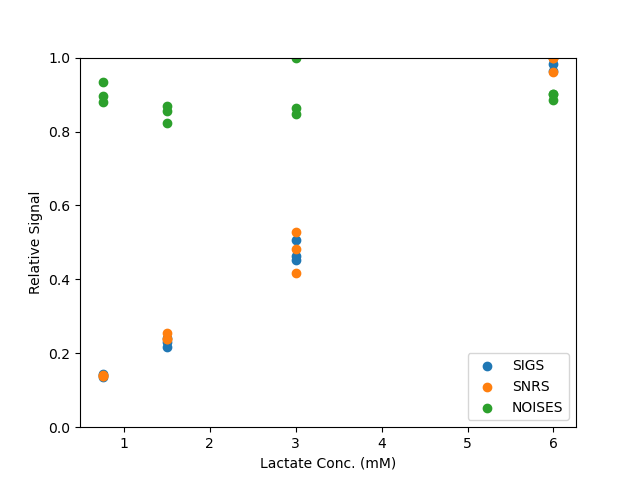 1.0
0.8
0.6
0.4
0.2
0.0
Relative Signal
1 2 3 4 5 6
Lactate Conc. (mM)
SIGS
SNRS
NOISES